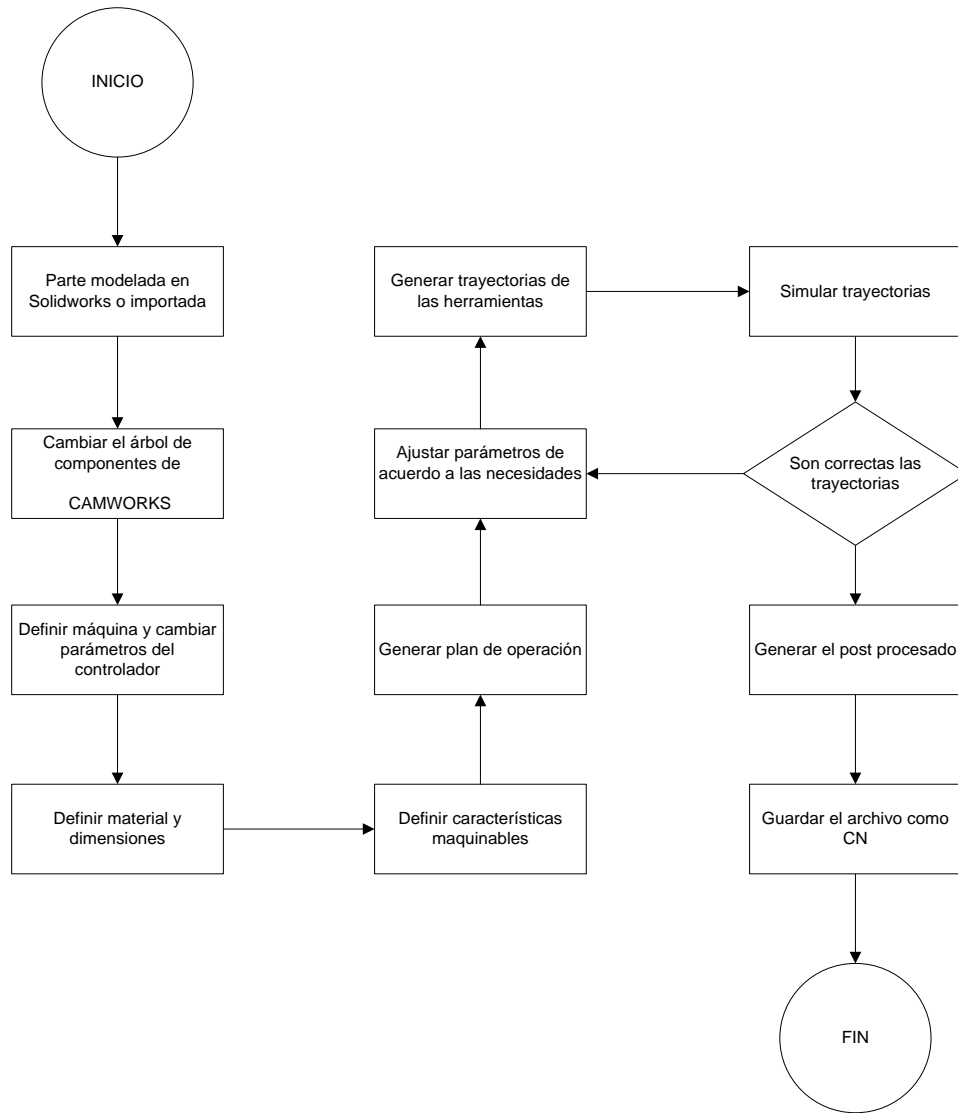 INICIO
Parte modelada en
Solidworks o importada
Cambiar el árbol de
componentes de
CAMWORKS
Definir máquina y cambiar
parámetros del
controlador
Definir material y
dimensiones
Definir características
maquinables
Generar plan de operación
Ajustar parámetros de
acuerdo a las necesidades
Generar trayectorias de
las herramientas
Simular trayectorias
Son correctas las
trayectorias
Generar el post procesado
Guardar el archivo como
CN
FIN